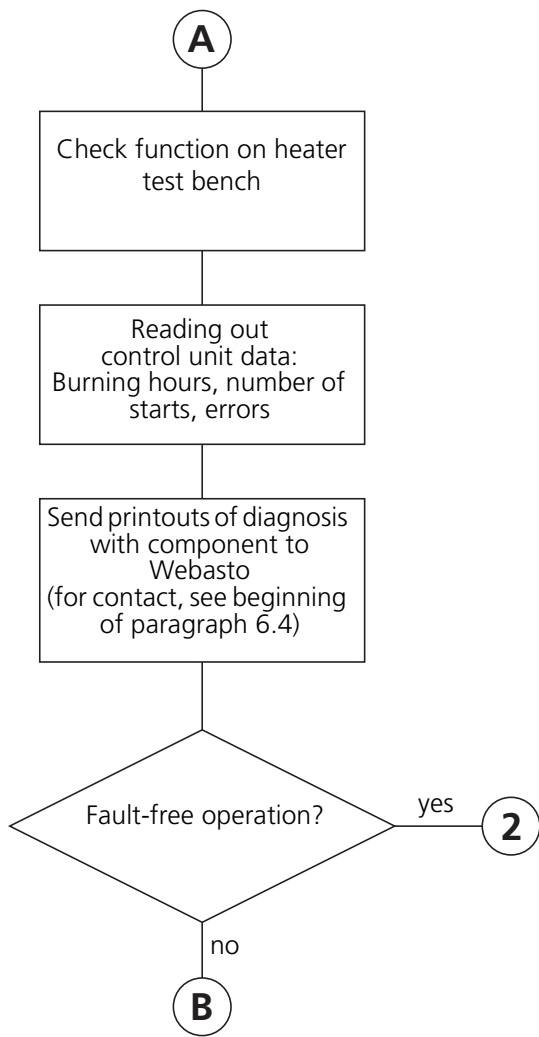 A
Check function on heater
test bench
Reading out
control unit data:
Burning hours, number of
starts, errors
Send printouts of diagnosis
with component to
Webasto
(for contact, see beginning
of paragraph 6.4)
Fault-free operation?
yes
2
no
B